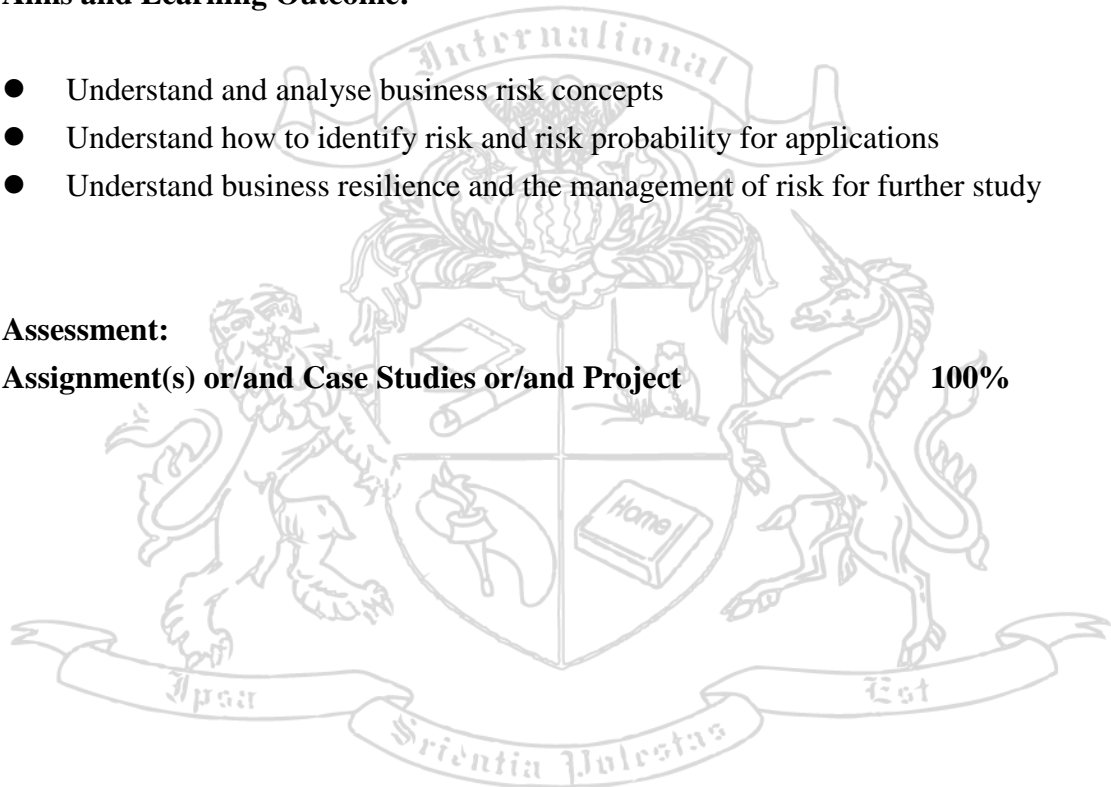 Aims and Learning Outcome:
International
● Understand and analyse business risk concepts
● Understand how to identify risk and risk probability for applications
● Understand business resilience and the management of risk for further study
Assessment:
Assignment(s) or/and Case Studies or/and Project 100%
Home
Ipsa
Scientia Potestas
Est